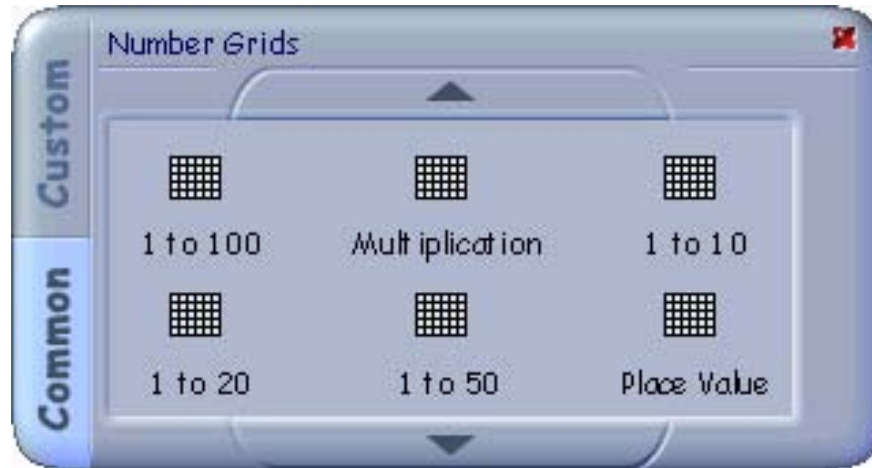 Number Grids
Custom
Common
1 to 100
Multiplication
1 to 10
1 to 20
1 to 50
Place Value